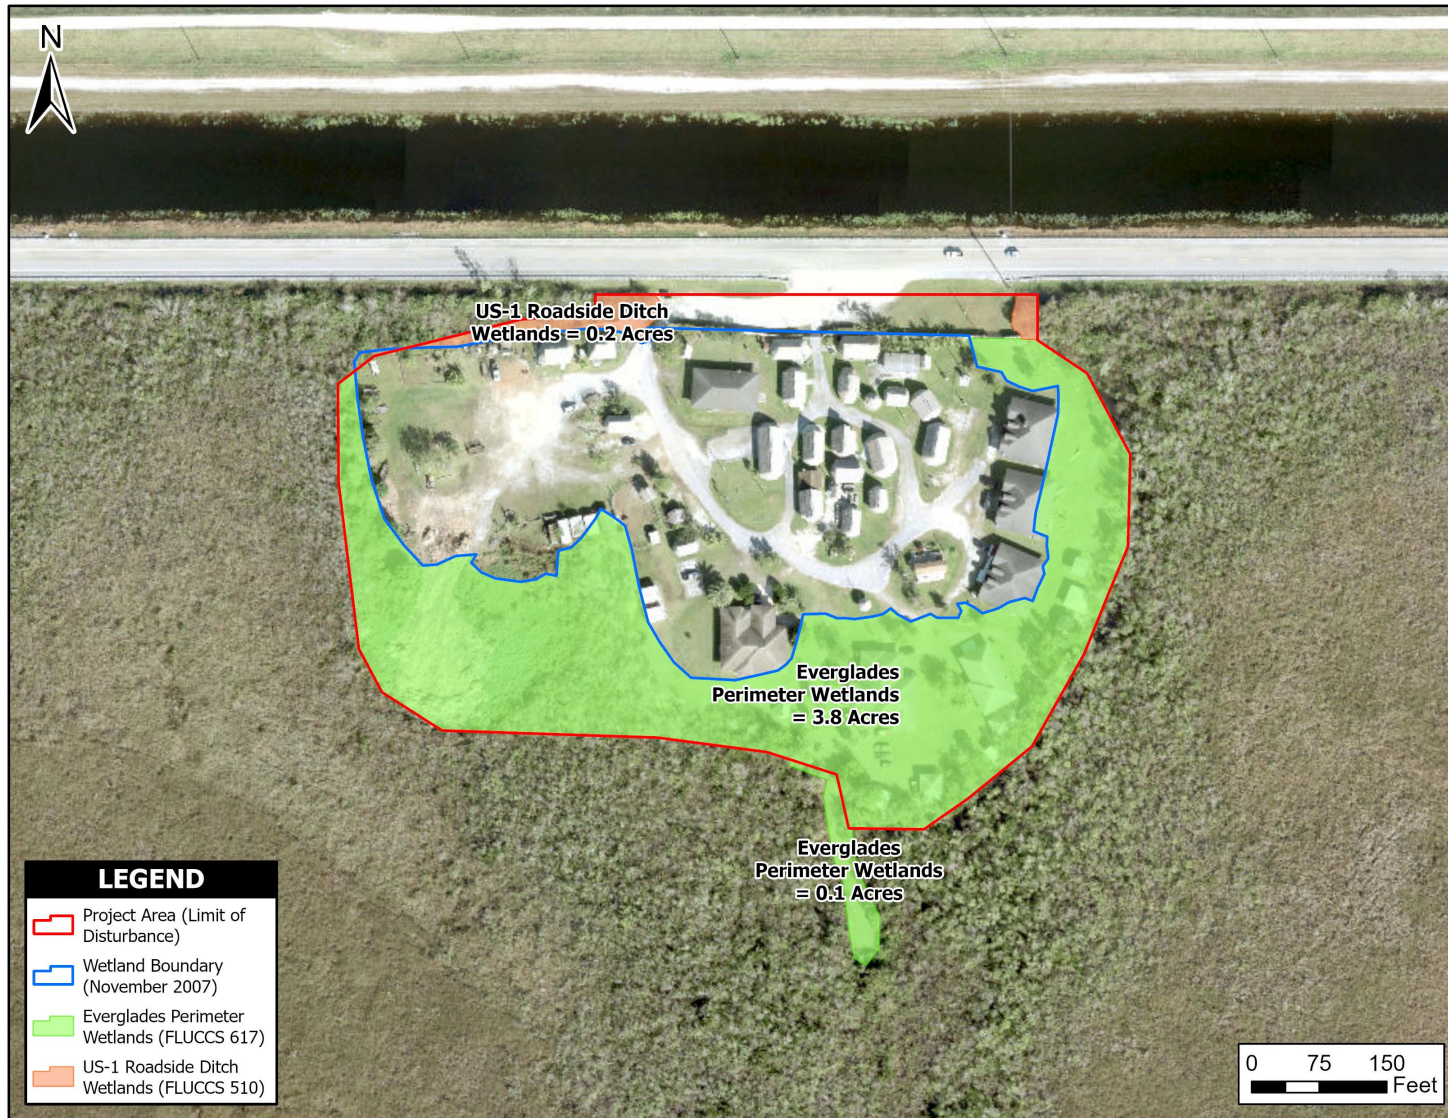 N
US-1 Roadside Ditch
Wetlands = 0.2 Acres
Everglades
Perimeter Wetlands
= 3.8 Acres
Everglades
Perimeter Wetlands
= 0.1 Acres
LEGEND
Project Area (Limit of
Disturbance)
Wetland Boundary
(November 2007)
Everglades Perimeter
Wetlands (FLUCCS 617)
US-1 Roadside Ditch
Wetlands (FLUCCS 510)
0 75 150
Feet